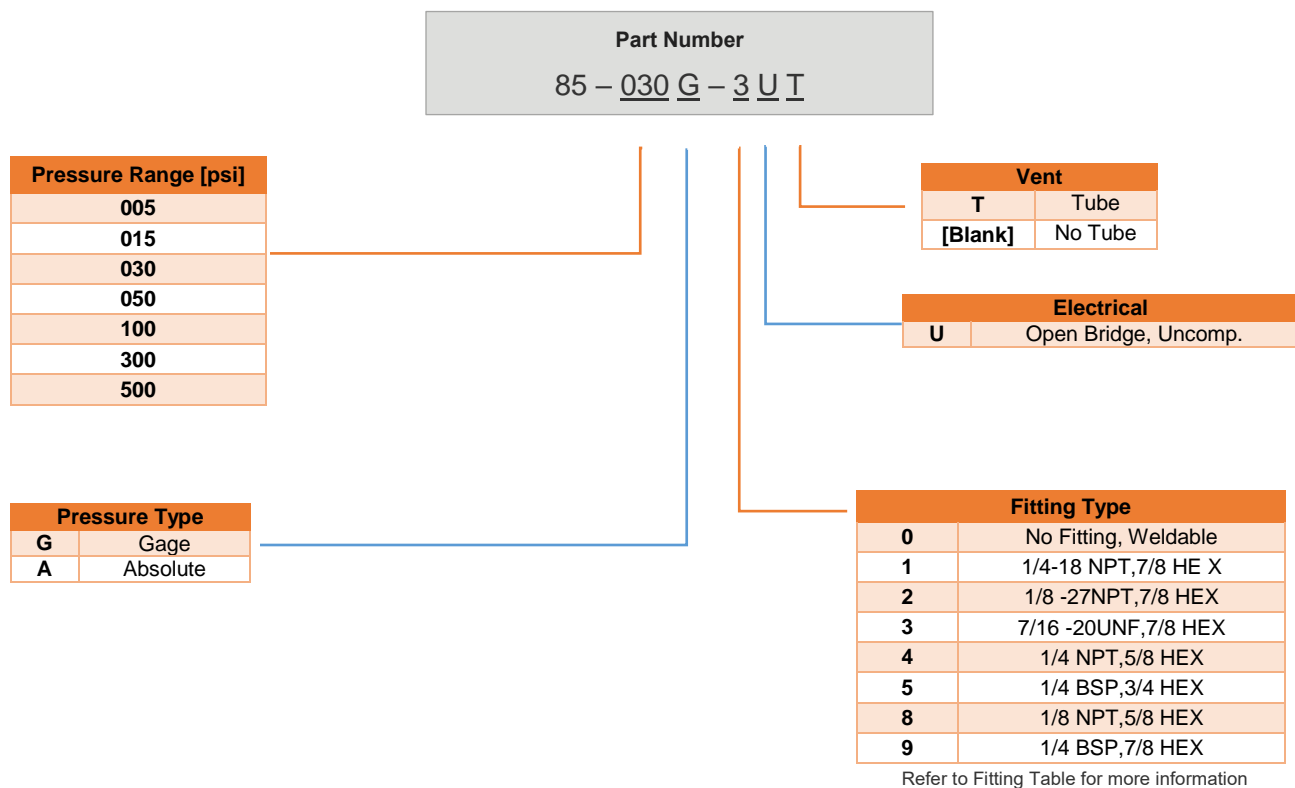 Part Number
85 – 030 G – 3 U T
Pressure Range [psi]
005
015
030
050
100
300
500
Vent
T Tube
[Blank] No Tube
Electrical
U Open Bridge, Uncomp.
Pressure Type
G Gage
A Absolute
Fitting Type
0 No Fitting, Weldable
1 1/4-18 NPT,7/8 HE X
2 1/8 -27NPT,7/8 HEX
3 7/16 -20UNF,7/8 HEX
4 1/4 NPT,5/8 HEX
5 1/4 BSP,3/4 HEX
8 1/8 NPT,5/8 HEX
9 1/4 BSP,7/8 HEX
Refer to Fitting Table for more information